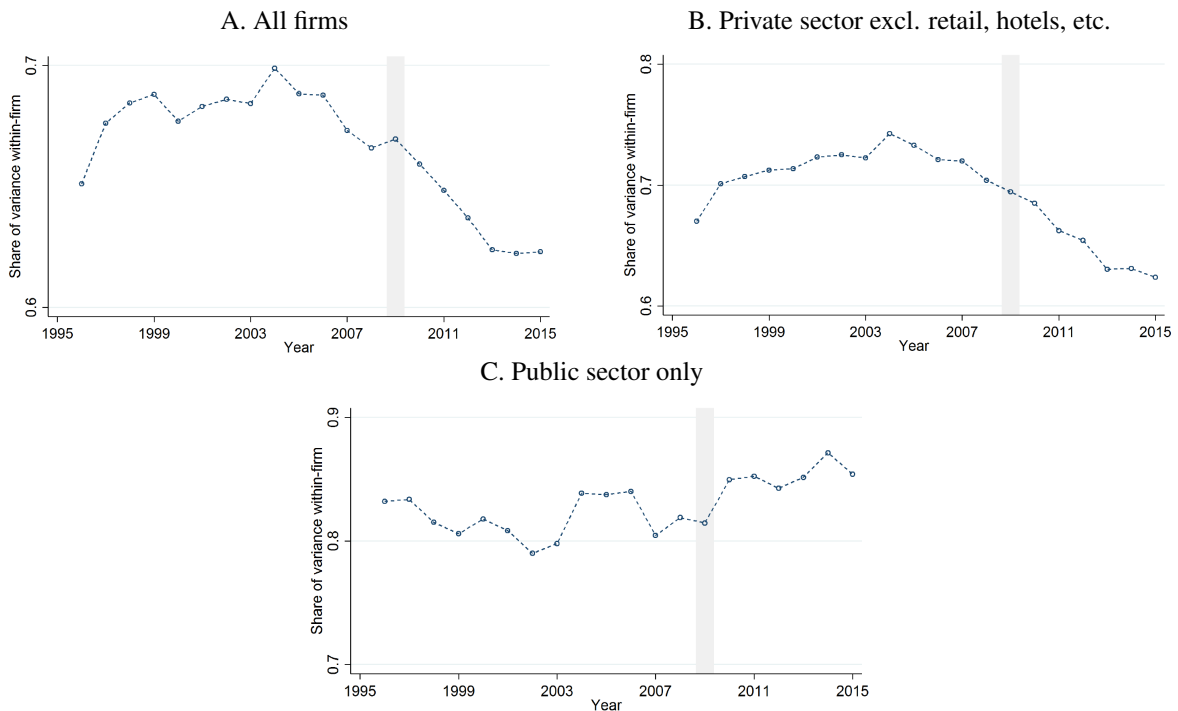 A. All firms
Share of variance within-firm
0.7
0.6
1995 1999 2003 2007 2011 2015
Year
B. Private sector excl. retail, hotels, etc.
Share of variance within-firm
0.8
0.7
0.6
1995 1999 2003 2007 2011 2015
Year
C. Public sector only
Share of variance within-firm
0.9
0.8
0.7
1995 1999 2003 2007 2011 2015
Year